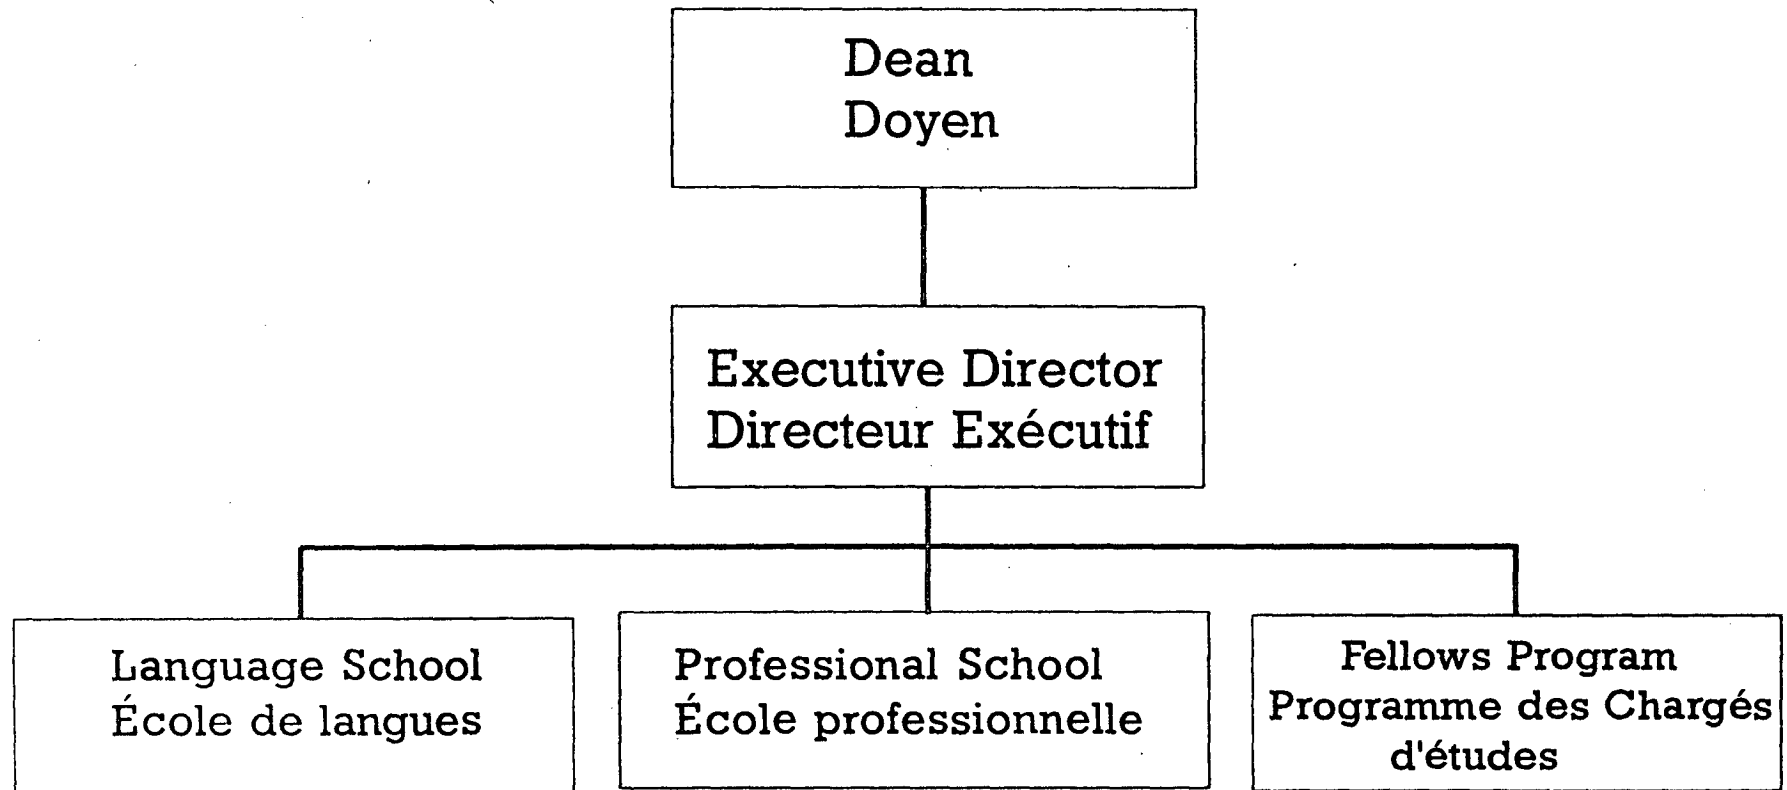 Dean
Doyen
Executive Director
Directeur Exécutif
Language School
École de langues
Professional School
École professionnelle
Fellows Program
Programme des Chargés
d'études